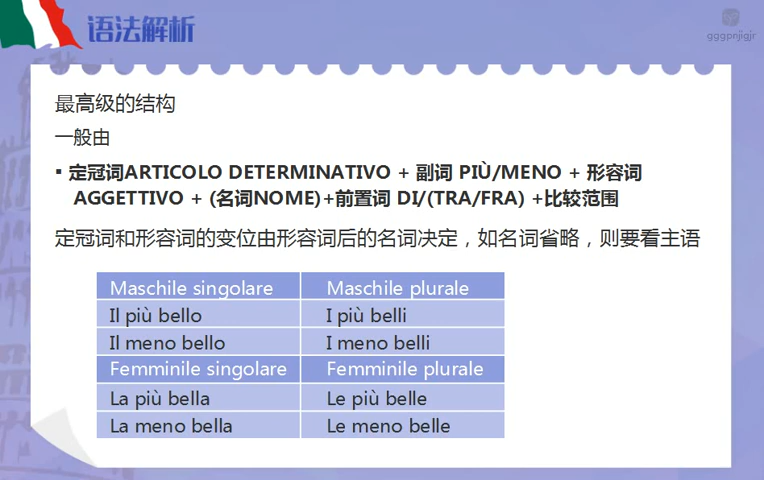 语法解析
gggpnjigjr
最高级的结构
一般由
▪ 定冠词ARTICOLO DETERMINATIVO + 副词 PIÙ/MENO + 形容词
AGGETTIVO + (名词NOME)+前置词 DI/(TRA/FRA) +比较范围
定冠词和形容词的变位由形容词后的名词决定，如名词省略，则要看主语
Maschile singolare Maschile plurale
Il più bello I più belli
Il meno bello I meno belli
Femminile singolare Femminile plurale
La più bella Le più belle
La meno bella Le meno belle